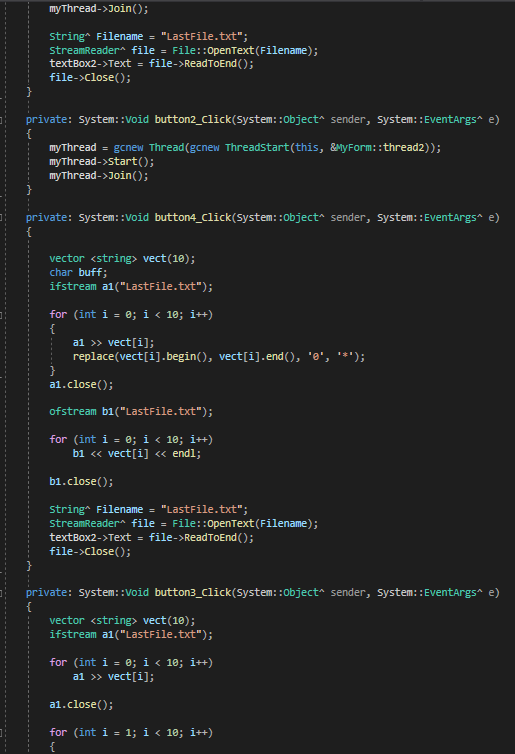 myThread->Join();
String^ Filename = "LastFile.txt";
StreamReader^ file = File::OpenText(Filename);
textBox2->Text = file->ReadToEnd();
file->Close();
}
private: System::Void button2_Click(System::Object^ sender, System::EventArgs^ e)
{
myThread = gcnew Thread(gcnew ThreadStart(this, &MyForm::thread2));
myThread->Start();
myThread->Join();
}
private: System::Void button4_Click(System::Object^ sender, System::EventArgs^ e)
{
vector <string> vect(10);
char buff;
ifstream a1("LastFile.txt");
for (int i = 0; i < 10; i++)
{
a1 >> vect[i];
replace(vect[i].begin(), vect[i].end(), '0', '*');
}
a1.close();
ofstream b1("LastFile.txt");
for (int i = 0; i < 10; i++)
b1 << vect[i] << endl;
b1.close();
String^ Filename = "LastFile.txt";
StreamReader^ file = File::OpenText(Filename);
textBox2->Text = file->ReadToEnd();
file->Close();
}
private: System::Void button3_Click(System::Object^ sender, System::EventArgs^ e)
{
vector <string> vect(10);
ifstream a1("LastFile.txt");
for (int i = 0; i < 10; i++)
a1 >> vect[i];
a1.close();
for (int i = 1; i < 10; i++)
{